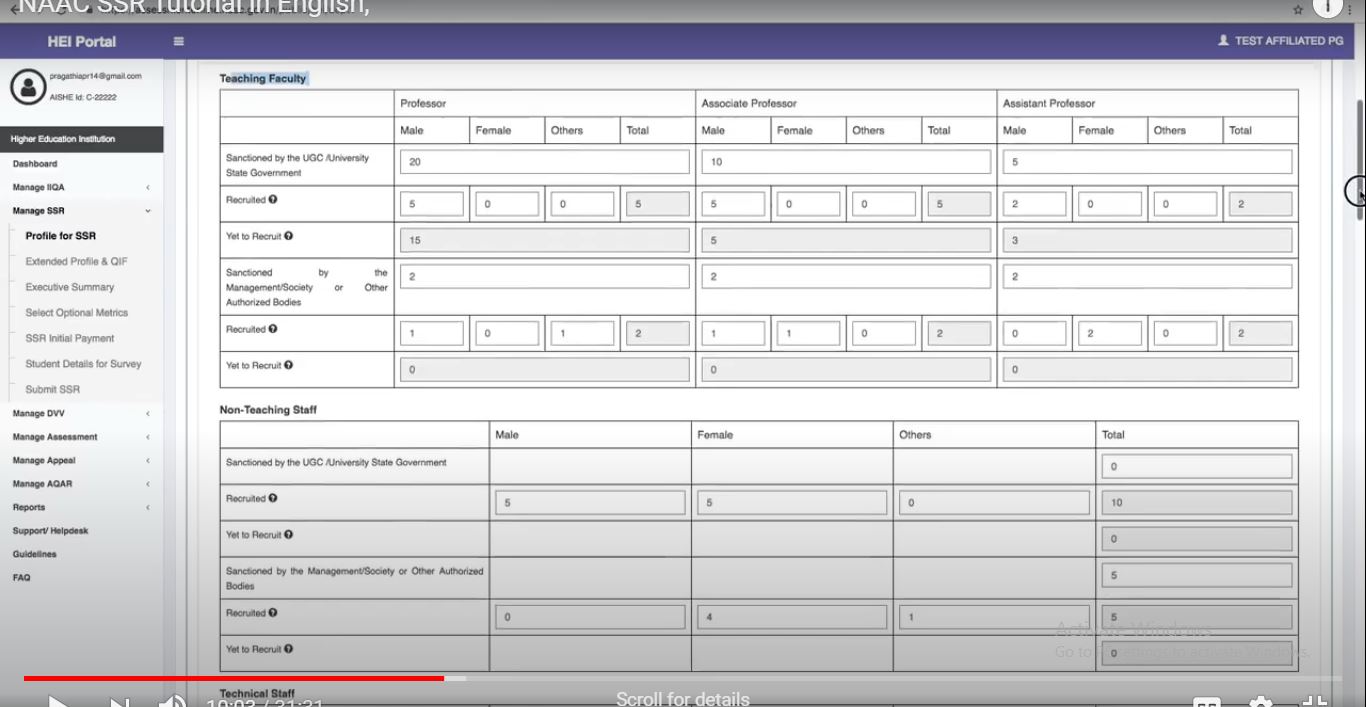 NAAC SSR Tutorial in English,
HEI Portal
TEST AFFILIATED PG
pragathiapr14@gmail.com
AISHE Id: C-22222
Higher Education Institution
Dashboard
Manage IIQA
Manage SSR
Profile for SSR
Extended Profile & QIF
Executive Summary
Select Optional Metrics
SSR Initial Payment
Student Details for Survey
Submit SSR
Manage DVV
Manage Assessment
Manage Appeal
Manage AQAR
Reports
Support/ Helpdesk
Guidelines
FAQ
Teaching Faculty
Professor Associate Professor Assistant Professor
Male Female Others Total Male Female Others Total Male Female Others Total
Sanctioned by the UGC /University
State Government
20 10 5
Recruited 5 0 0 5 5 0 0 5 2 0 0 2
Yet to Recruit 15 5 3
Sanctioned by the
Management/Society or Other
Authorized Bodies
2 2 2
Recruited 1 0 1 2 1 1 0 2 0 2 0 2
Yet to Recruit 0 0 0
Non-Teaching Staff
Male Female Others Total
Sanctioned by the UGC /University State Government 0
Recruited 5 5 0 10
Yet to Recruit 0
Sanctioned by the Management/Society or Other Authorized
Bodies
5
Recruited 0 4 1 5
Yet to Recruit 0
Activate Windows
Go to PC settings to activate Windows.
Technical Staff
10:03 / 31:31
Scroll for details